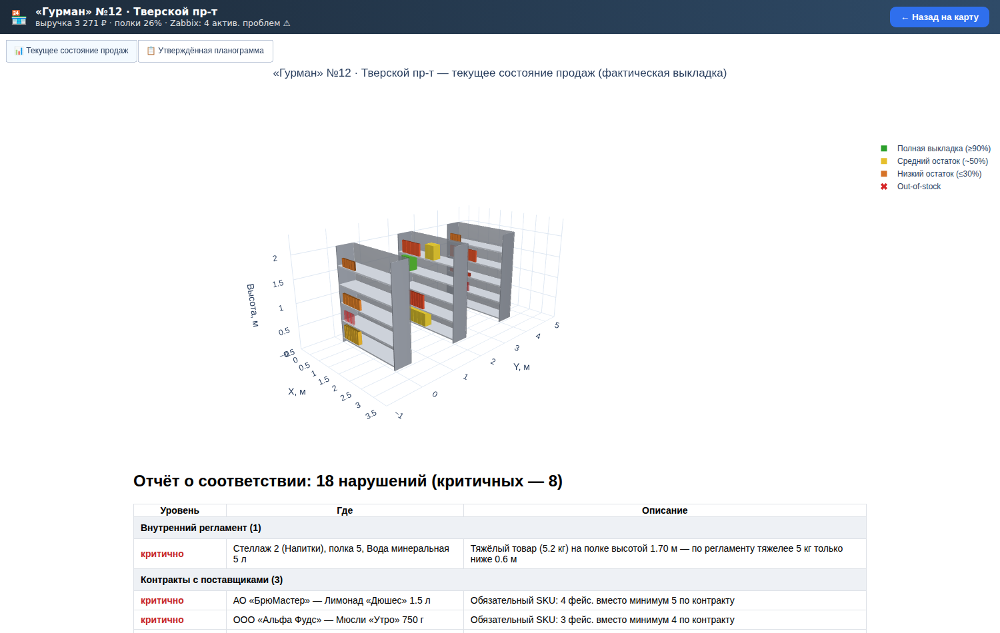 «Гурман» №12 · Тверской пр-т
выручка 3 271 ₽ · полки 26% · Zabbix: 4 актив. проблем ⚠
← Назад на карту
Текущее состояние продаж
Утверждённая планограмма
«Гурман» №12 · Тверской пр-т — текущее состояние продаж (фактическая выкладка)
Полная выкладка (≥90%)
Средний остаток (~50%)
Низкий остаток (≤30%)
Out-of-stock
2
1.5
1
0.5
0
Высота, м
−0.5
0
0.5
1
1.5
2
2.5
3
3.5
X, м
−1
0
1
2
3
4
5
Y, м
Отчёт о соответствии: 18 нарушений (критичных — 8)
Уровень
Где
Описание
Внутренний регламент (1)
критично
Стеллаж 2 (Напитки), полка 5, Вода минеральная
5 л
Тяжёлый товар (5.2 кг) на полке высотой 1.70 м — по регламенту тяжелее 5 кг только
ниже 0.6 м
Контракты с поставщиками (3)
критично
АО «БрюМастер» — Лимонад «Дюшес» 1.5 л
Обязательный SKU: 4 фейс. вместо минимум 5 по контракту
критично
ООО «Альфа Фудс» — Мюсли «Утро» 750 г
Обязательный SKU: 3 фейс. вместо минимум 4 по контракту